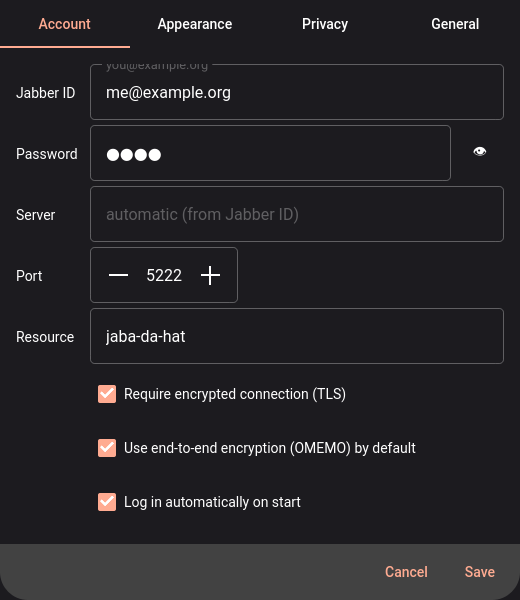 Account Appearance Privacy General
you@example.org
Jabber ID me@example.org
Password ●●●●
Server automatic (from Jabber ID)
Port 5222
Resource jaba-da-hat
Require encrypted connection (TLS)
Use end-to-end encryption (OMEMO) by default
Log in automatically on start
Cancel Save